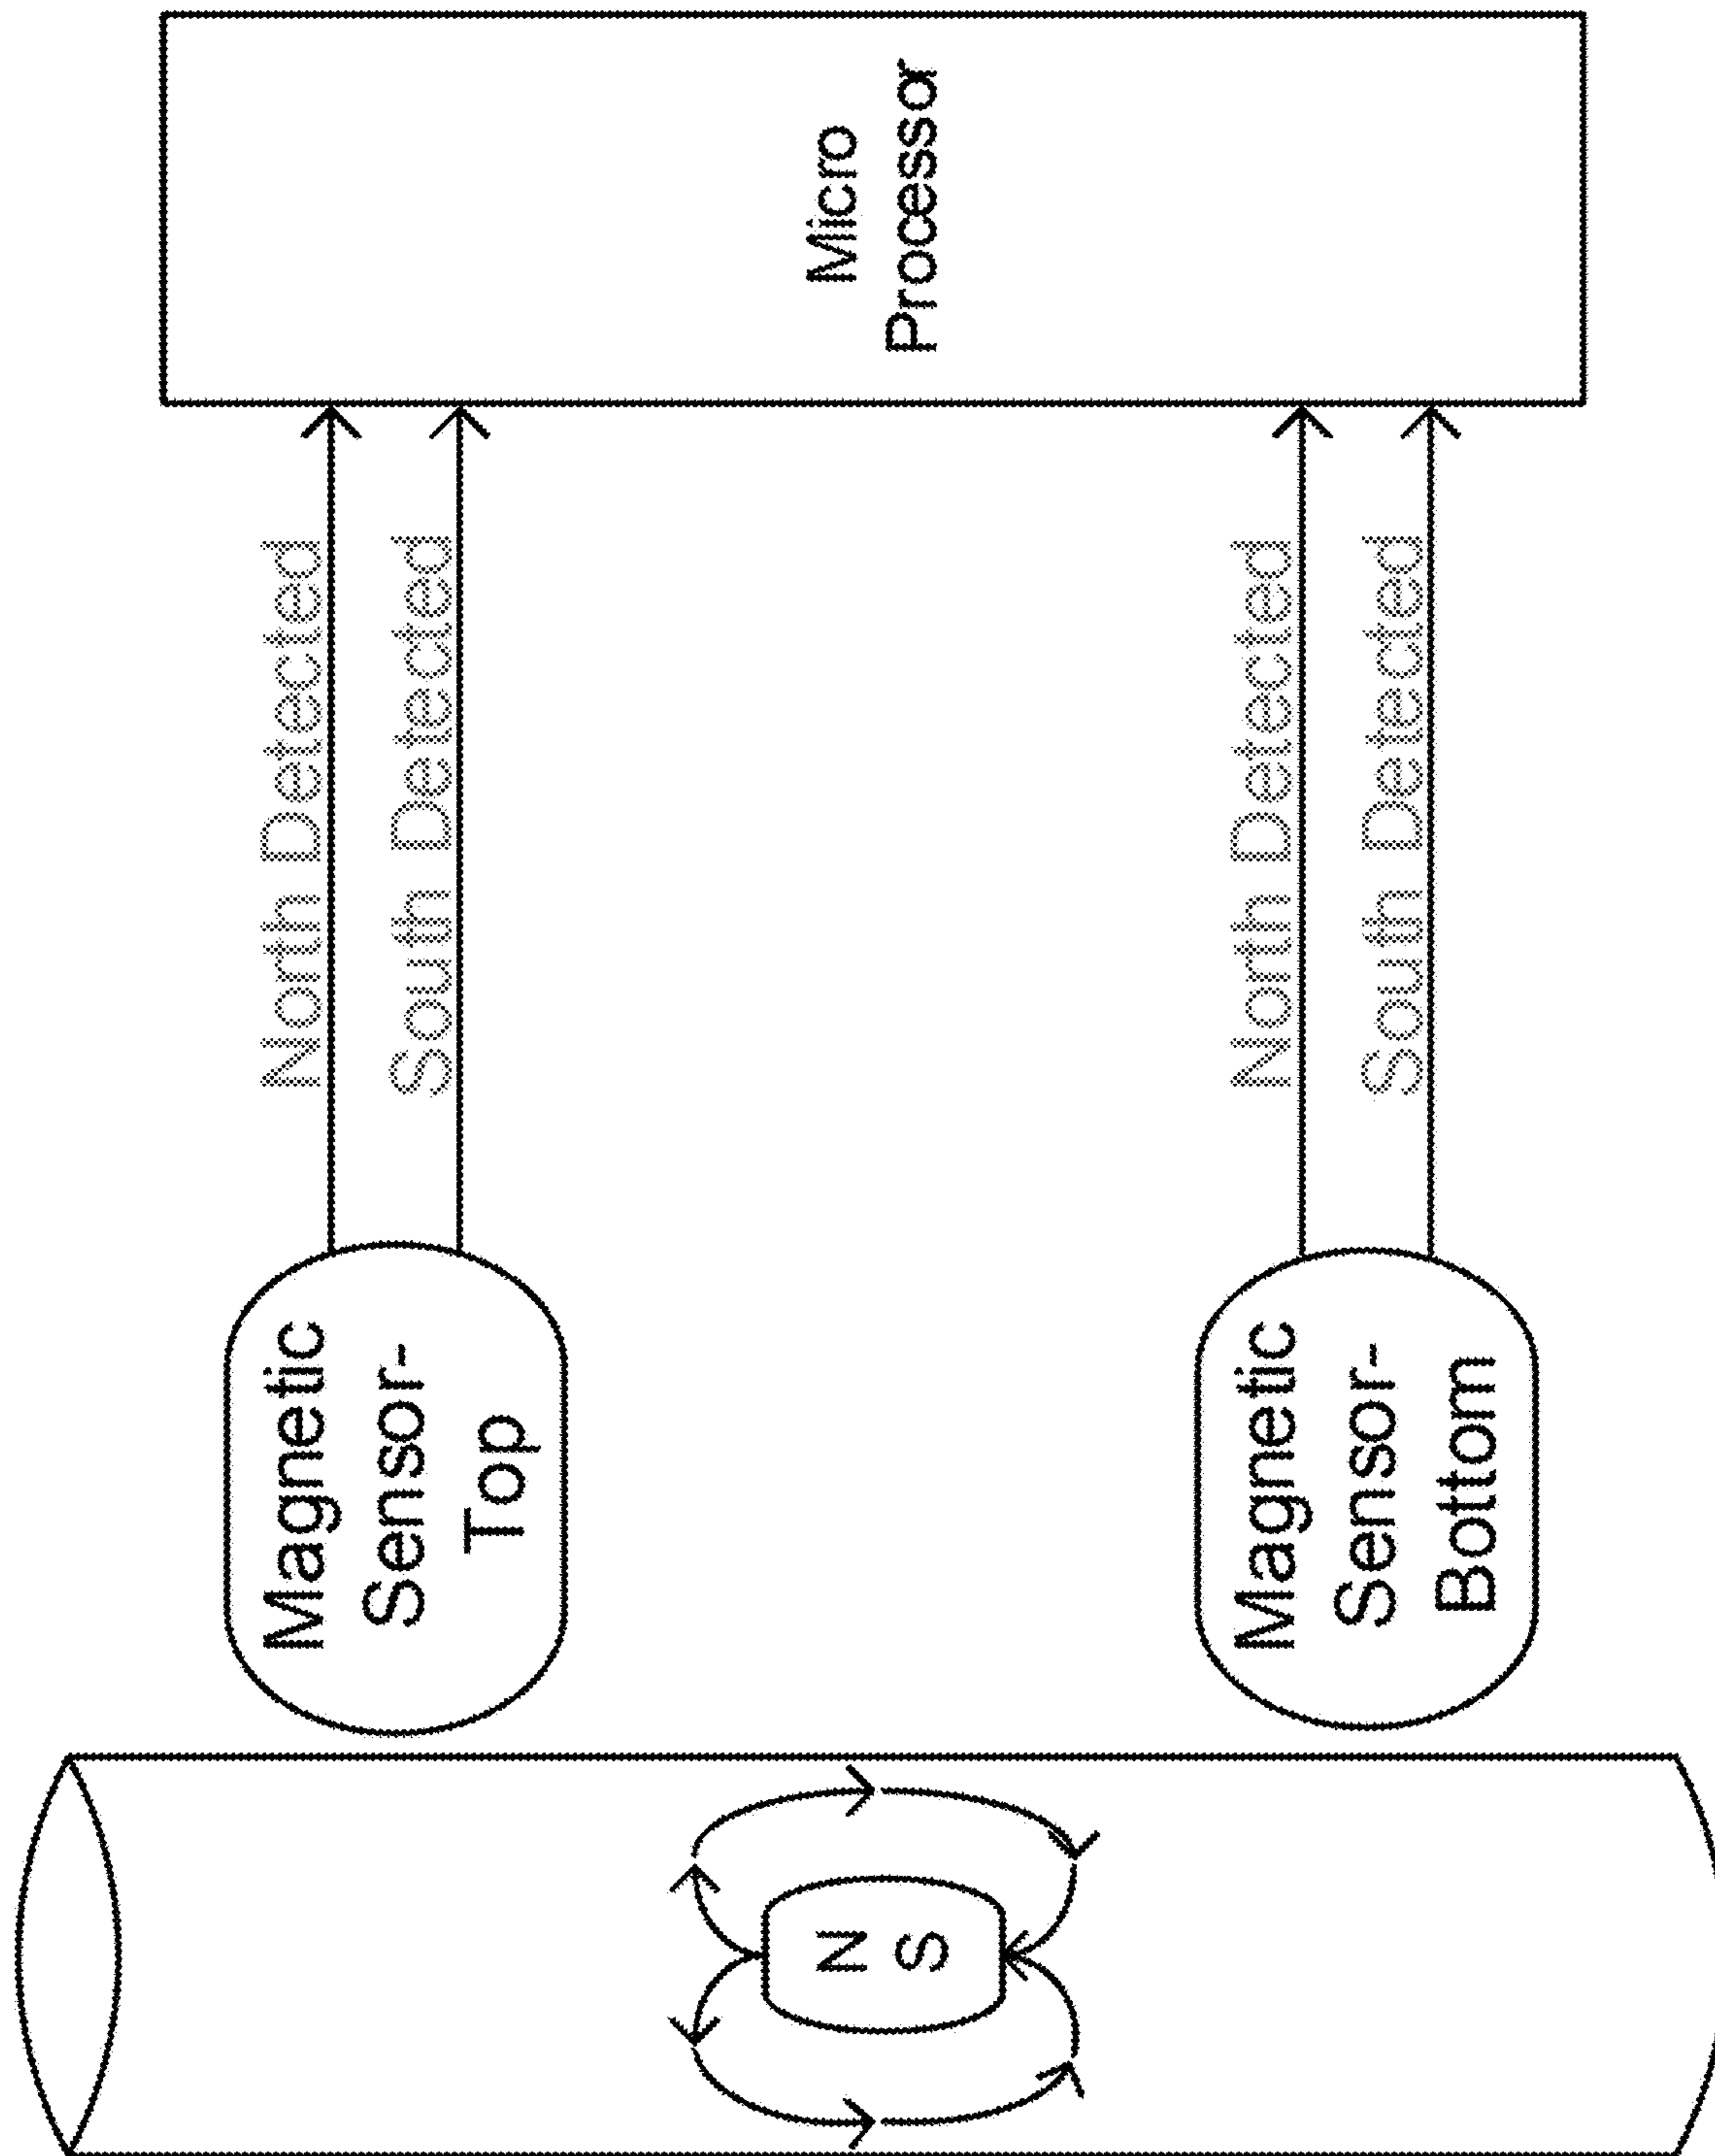 North Detected
South Detected
Magnetic
Sensor-
Top
N
S
Micro
Processor
North Detected
South Detected
Magnetic
Sensor-
Bottom